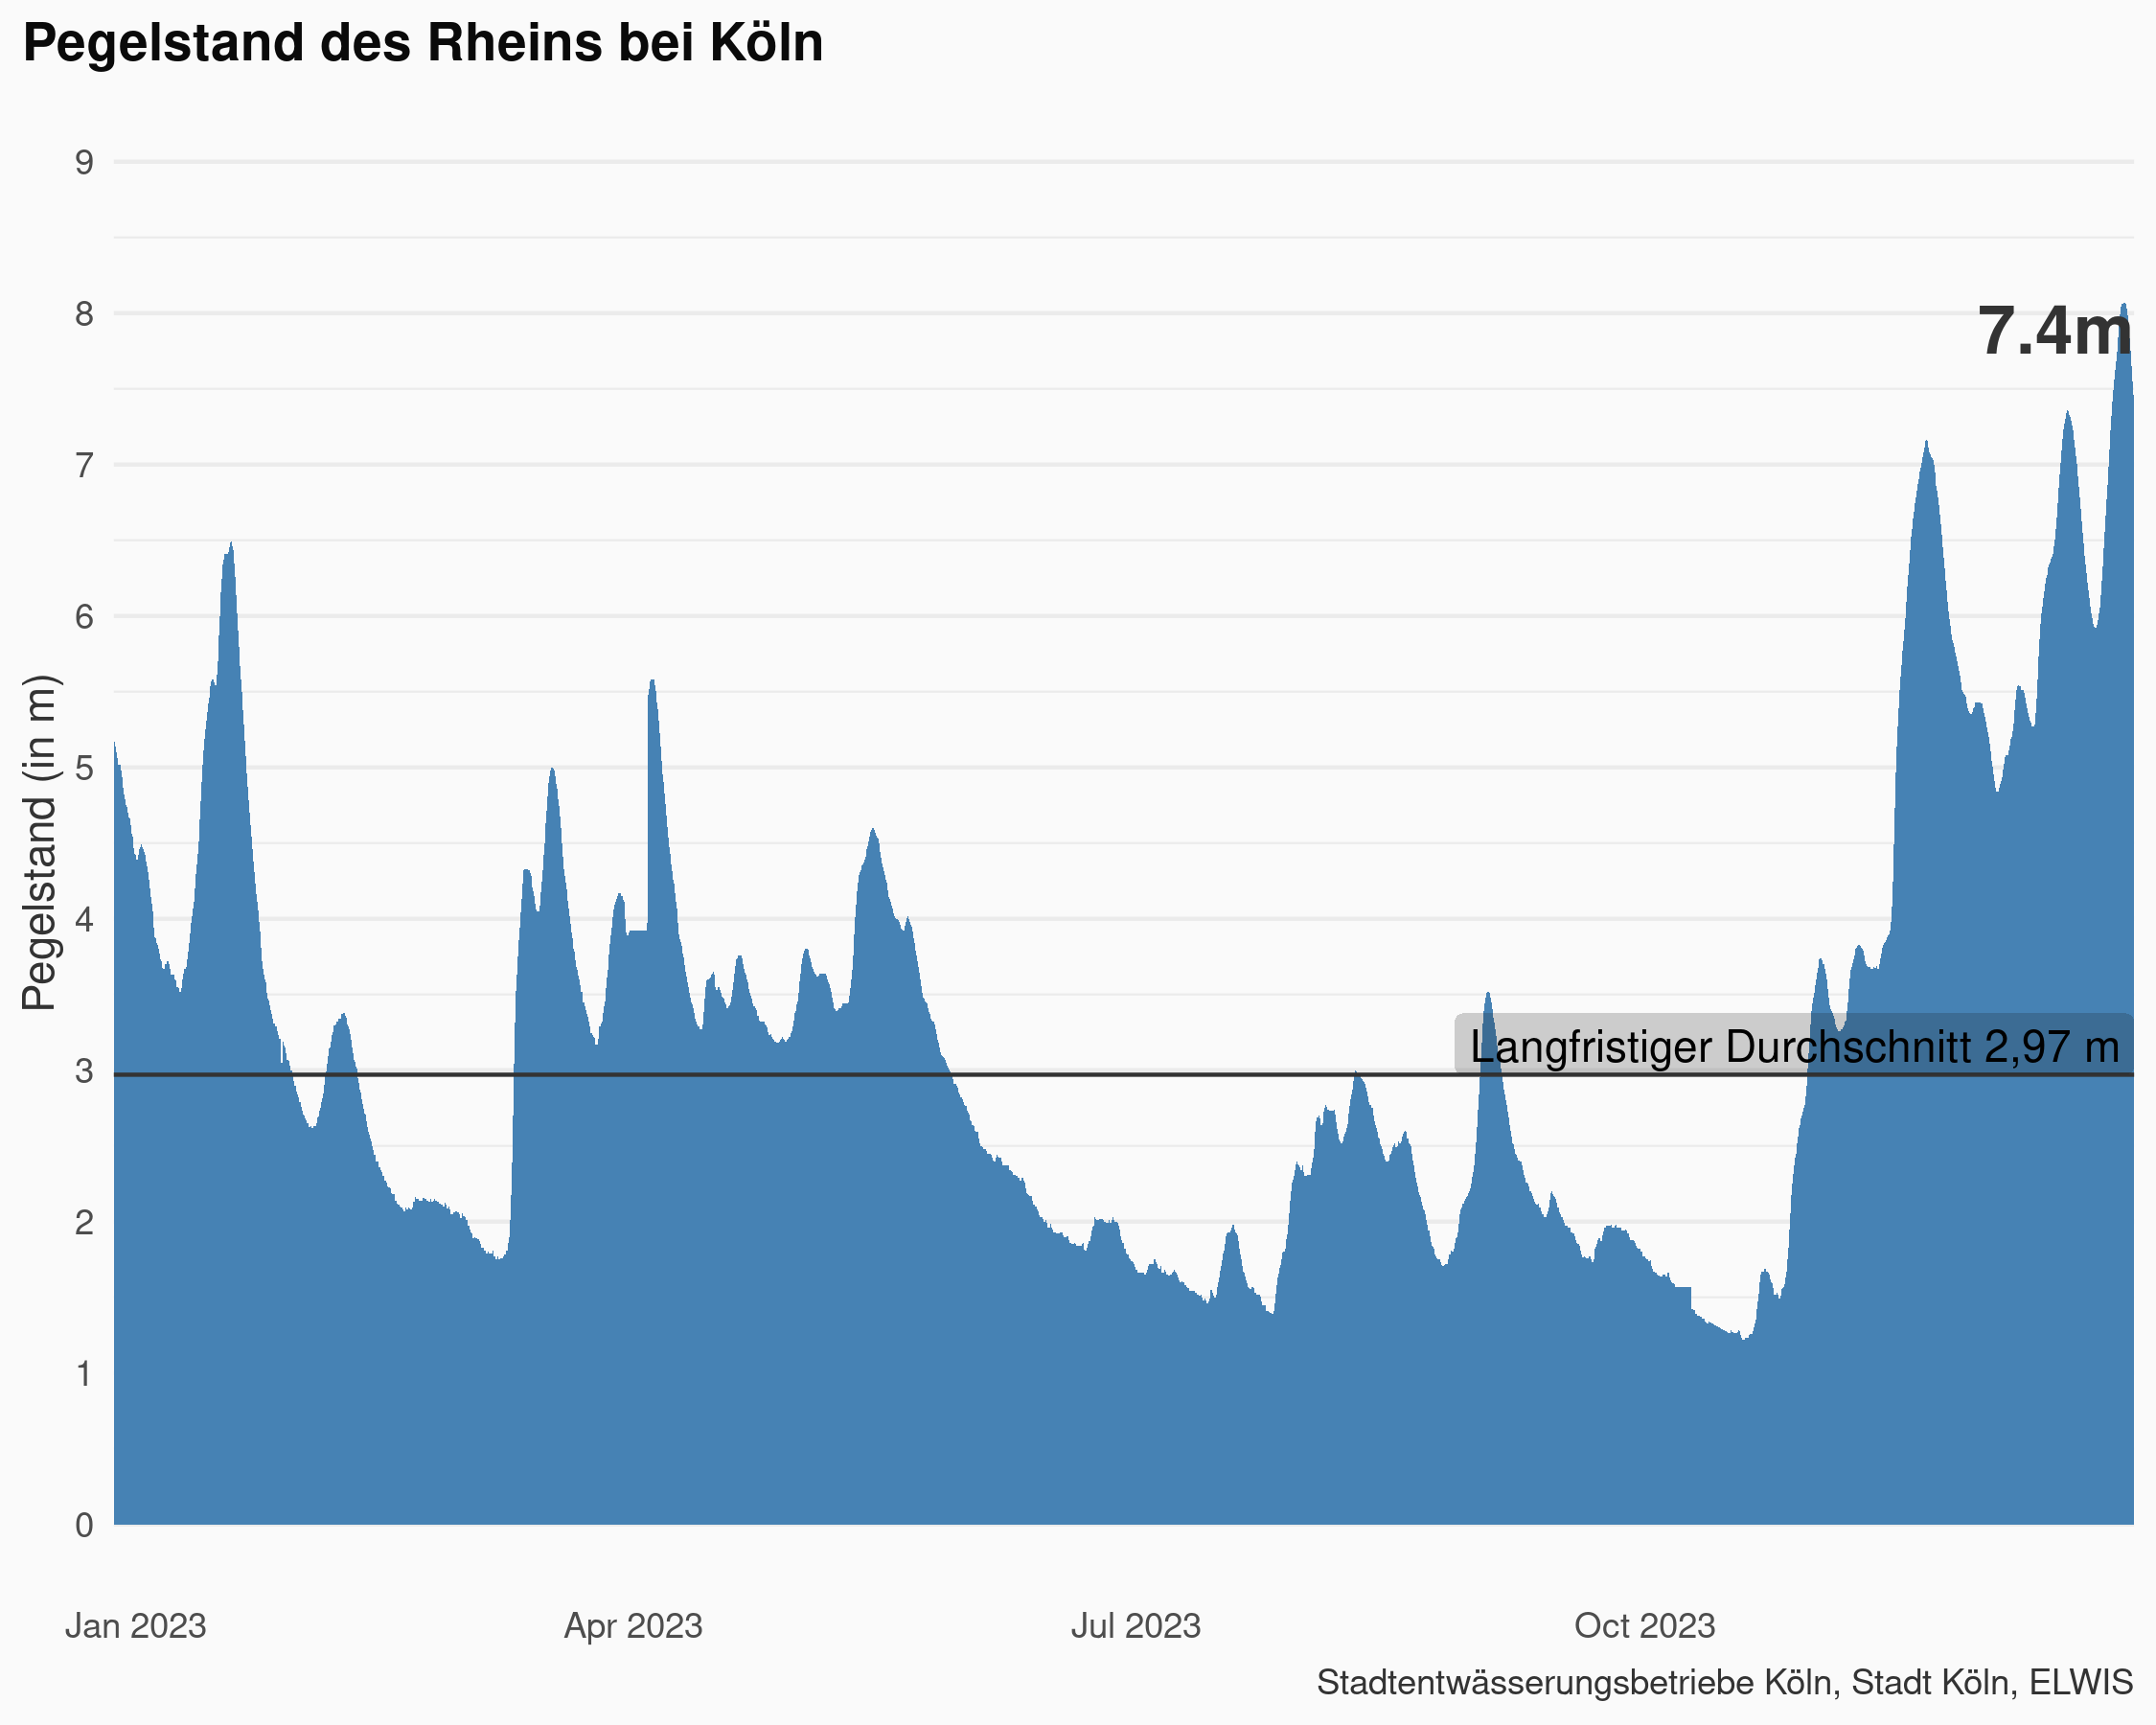 Pegelstand des Rheins bei Köln
9
8
7.4m
7
6
5
Pegelstand (in m)
4
Langfristiger Durchschnitt 2,97 m
3
2
1
0
Jan 2023 Apr 2023 Jul 2023 Oct 2023
Stadtentwässerungsbetriebe Köln, Stadt Köln, ELWIS